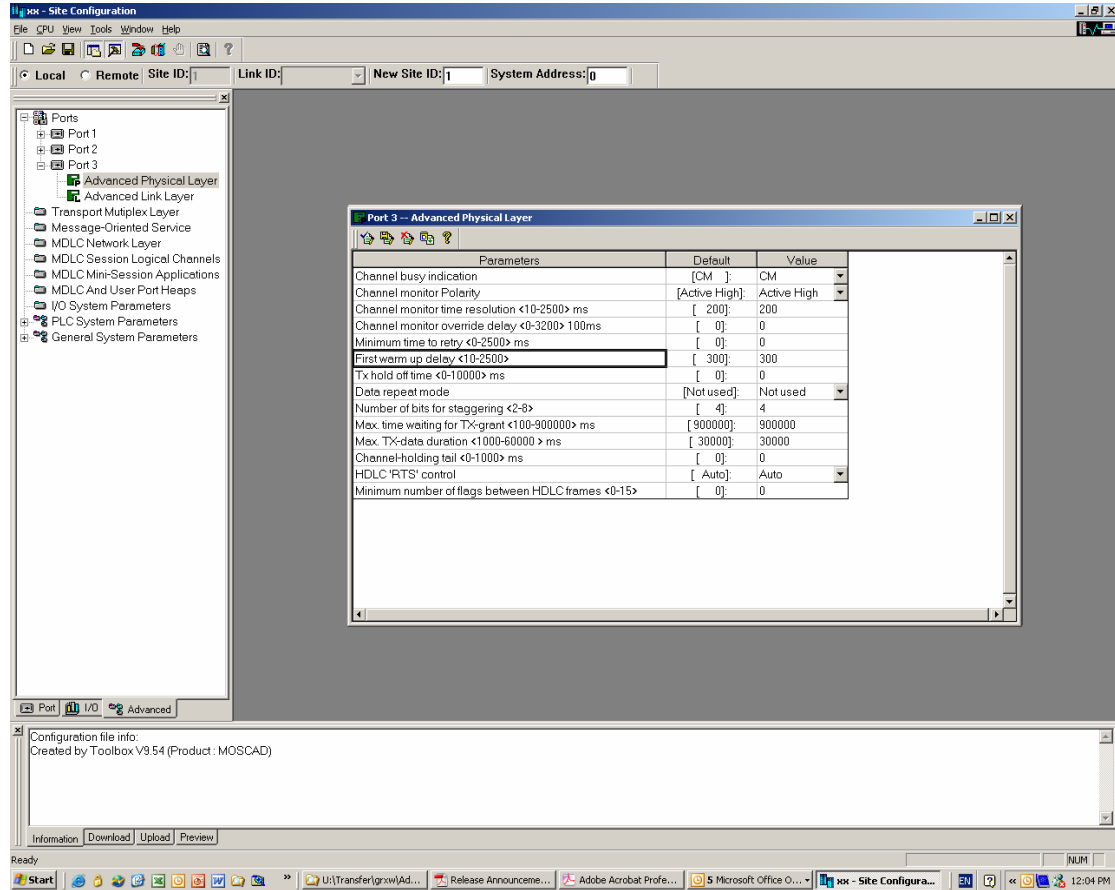 xx - Site Configuration
File CPU View Tools Window Help
Local Remote Site ID: 1 Link ID: New Site ID: 1 System Address: 0
Ports
Port 1
Port 2
Port 3
Advanced Physical Layer
Advanced Link Layer
Transport Mutiplex Layer
Message-Oriented Service
MDLC Network Layer
MDLC Session Logical Channels
MDLC Mini-Session Applications
MDLC And User Port Heaps
I/O System Parameters
PLC System Parameters
General System Parameters
Port I/O Advanced
Port 3 -- Advanced Physical Layer
Parameters Default Value
Channel busy indication [CM ]: CM
Channel monitor Polarity [Active High]: Active High
Channel monitor time resolution <10-2500> ms [ 200]: 200
Channel monitor override delay <0-3200> 100ms [ 0]: 0
Minimum time to retry <0-2500> ms [ 0]: 0
First warm up delay <10-2500> [ 300]: 300
Tx hold off time <0-10000> ms [ 0]: 0
Data repeat mode [Not used]: Not used
Number of bits for staggering <2-8> [ 4]: 4
Max. time waiting for TX-grant <100-900000> ms [ 900000]: 900000
Max. TX-data duration <1000-60000 > ms [ 30000]: 30000
Channel-holding tail <0-1000> ms [ 0]: 0
HDLC 'RTS' control [ Auto]: Auto
Minimum number of flags between HDLC frames <0-15> [ 0]: 0
Configuration file info:
Created by Toolbox V9.54 (Product : MOSCAD)
Information Download Upload Preview
Ready NUM
Start » U:\Transfer\grxw\Ad... Release Announceme... Adobe Acrobat Profe... 5 Microsoft Office O... xx - Site Configura... EN « 12:04 PM